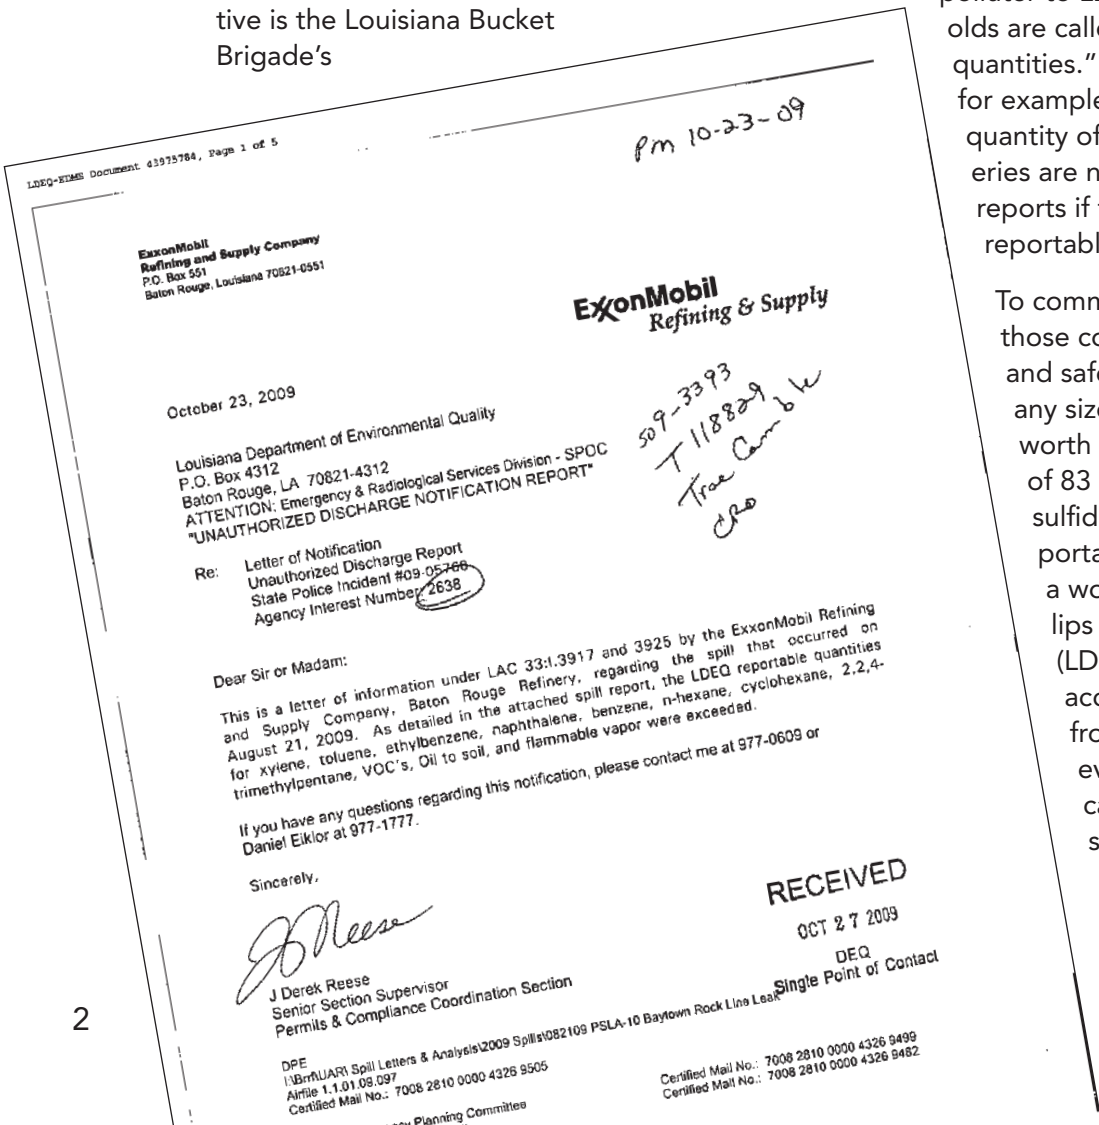 tive is the Louisiana Bucket
Brigade's
LDEQ-EDMS Document 43975784, Page 1 of 5
PM 10-23-09
ExxonMobil
Refining and Supply Company
P.O. Box 551
Baton Rouge, Louisiana 70821-0551
ExxonMobil
Refining & Supply
509-3393
T118829
October 23, 2009
Louisiana Department of Environmental Quality
P.O. Box 4312
Baton Rouge, LA 70821-4312
ATTENTION: Emergency & Radiological Services Division - SPOC
"UNAUTHORIZED DISCHARGE NOTIFICATION REPORT"
Re: Letter of Notification
Unauthorized Discharge Report
State Police Incident #09-05768
Agency Interest Number: 2638
Dear Sir or Madam:
This is a letter of information under LAC 33:I.3917 and 3925 by the ExxonMobil Refining
and Supply Company, Baton Rouge Refinery, regarding the spill that occurred on
August 21, 2009. As detailed in the attached spill report, the LDEQ reportable quantities
for xylene, toluene, ethylbenzene, naphthalene, benzene, n-hexane, cyclohexane, 2,2,4-
trimethylpentane, VOC's, Oil to soil, and flammable vapor were exceeded.
If you have any questions regarding this notification, please contact me at 977-0609 or
Daniel Eiklor at 977-1777.
Sincerely,
J Reese
J Derek Reese
Senior Section Supervisor
Permits & Compliance Coordination Section
RECEIVED
OCT 27 2009
DEQ
Single Point of Contact
DPE
I:\Brrf\UAR\ Spill Letters & Analysis\2009 Spills\082109 PSLA-10 Baytown Rock Line Leak
Airfile 1.1.01.09.097
Certified Mail No.: 7008 2810 0000 4326 9505
Certified Mail No.: 7008 2810 0000 4326 9499
Certified Mail No.: 7008 2810 0000 4326 9482
Planning Committee
2
olds are calle
quantities."
for example
quantity of
eries are n
reports if
reportabl
To comm
those co
and safe
any size
worth
of 83
sulfid
porta
a wo
lips
(LD
acc
fro
ev
ca
s